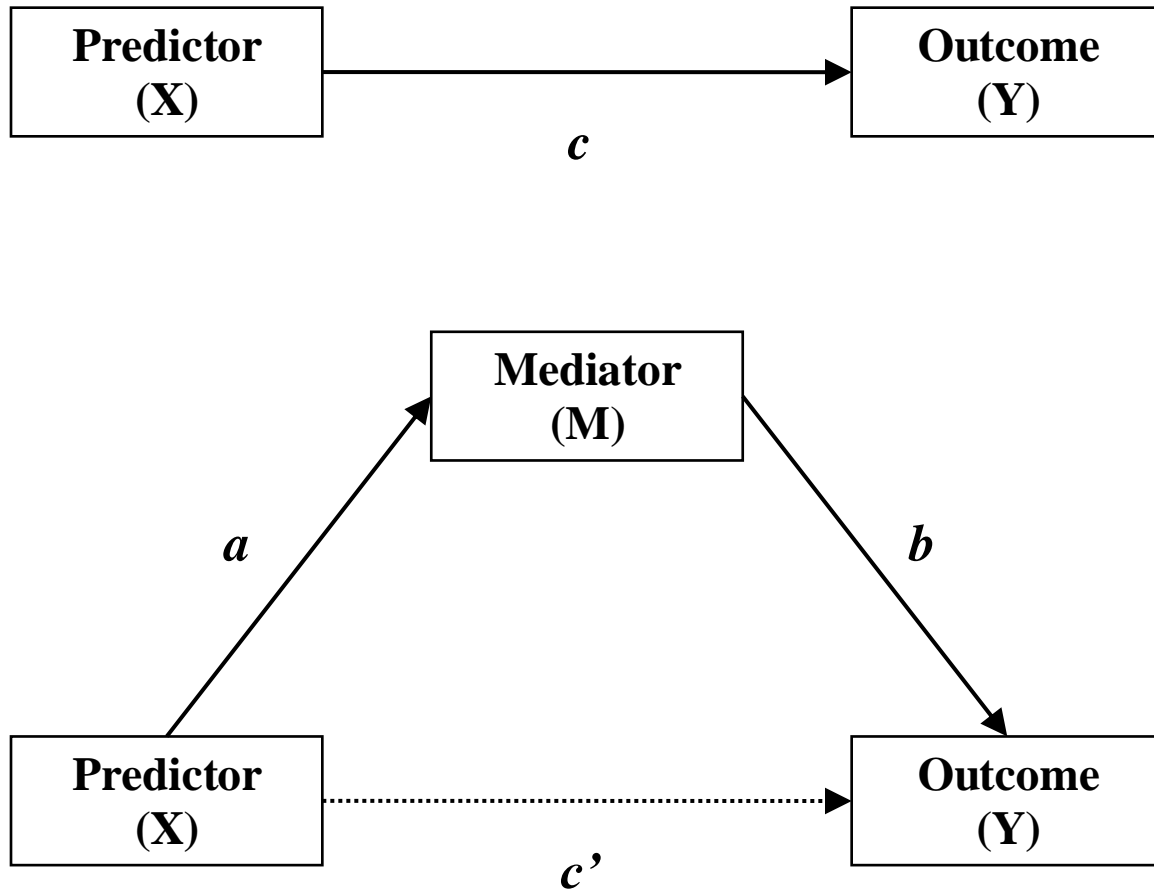 Predictor
(X)
Outcome
(Y)
c
Mediator
(M)
a
b
Predictor
(X)
Outcome
(Y)
c’